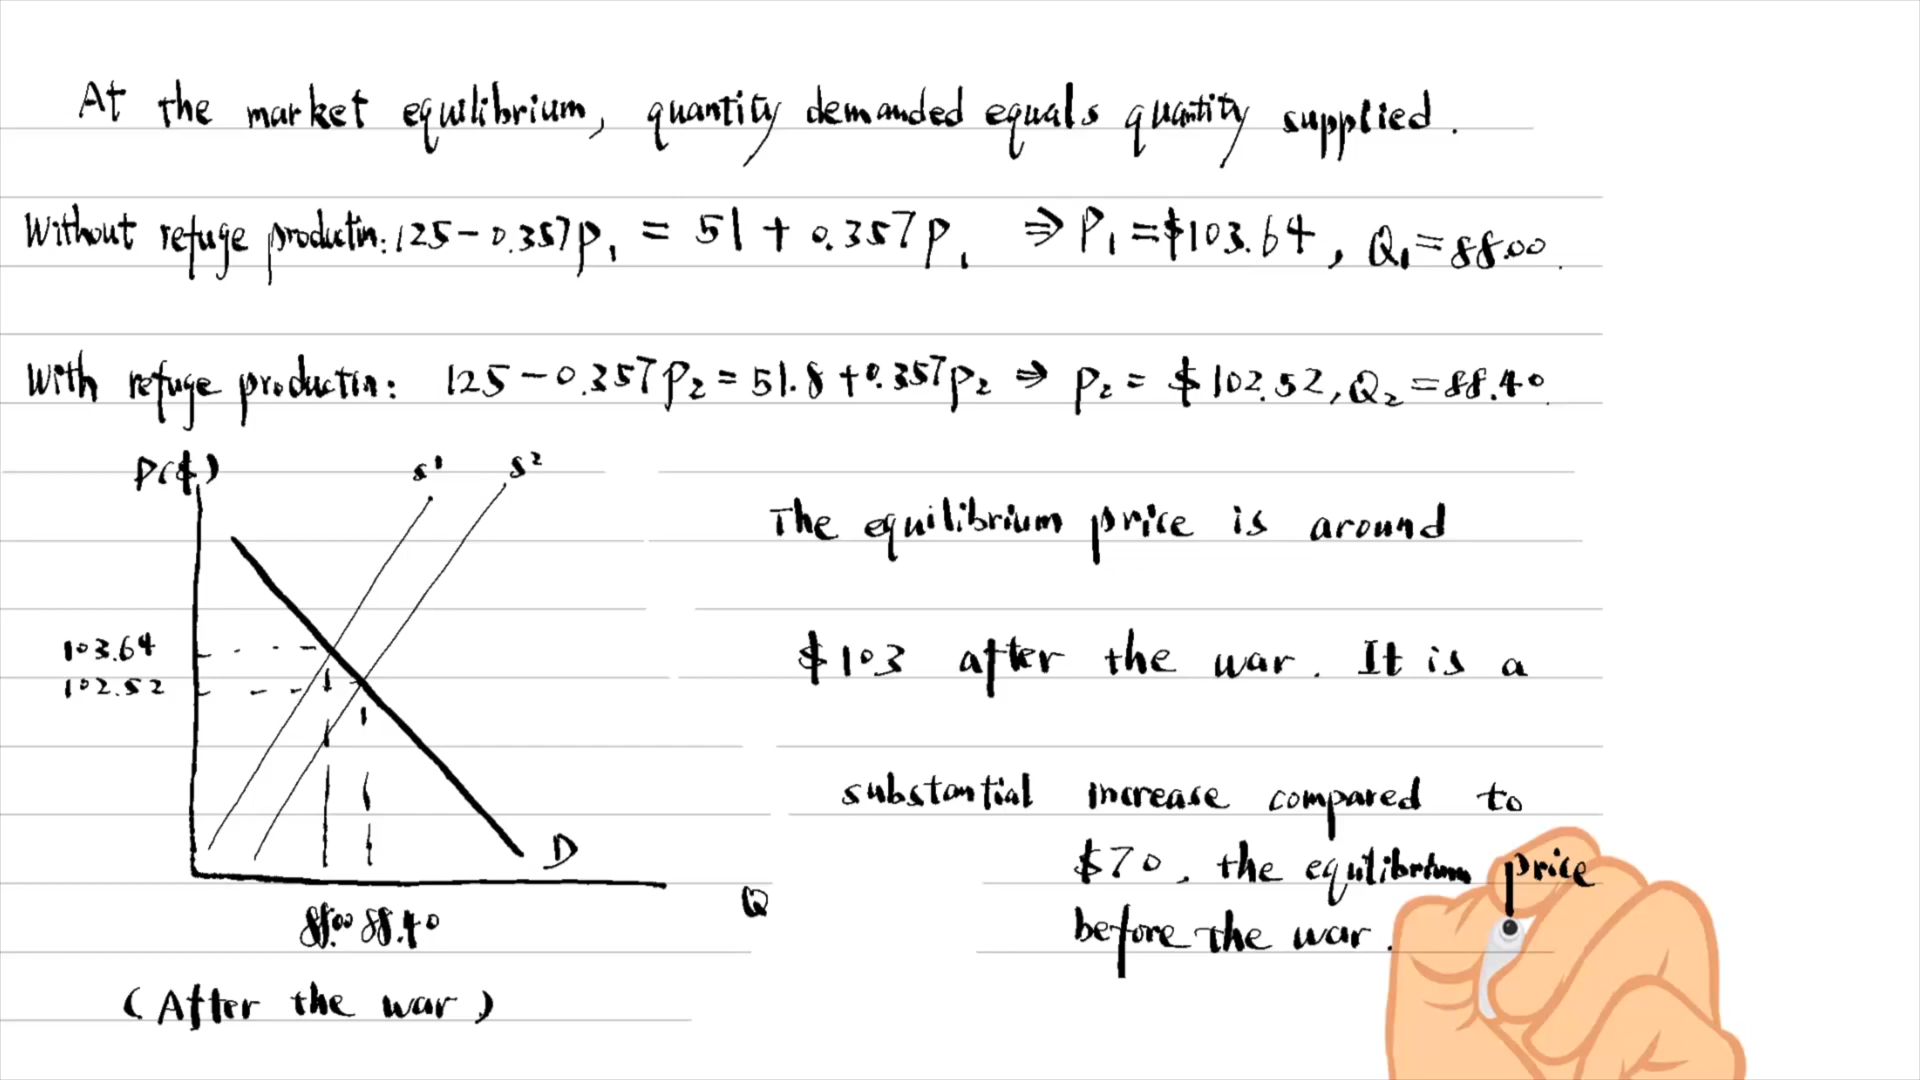 At the market equilibrium, quantity demanded equals quantity supplied.
Without refuge productin: 125-0.357p₁ = 51+0.357p₁ ⇒ P₁=$103.64, Q₁=88.00.
With refuge productin: 125-0.357p₂=51.8+0.357p₂ ⇒ p₂=$102.52, Q₂=88.40.
P($)
S¹ S²
The equilibrium price is around
103.64
$103 after the war. It is a
102.52
substantial increase compared to
D
$70, the equilibrium price
Q
88.00 88.40
before the war.
(After the war)